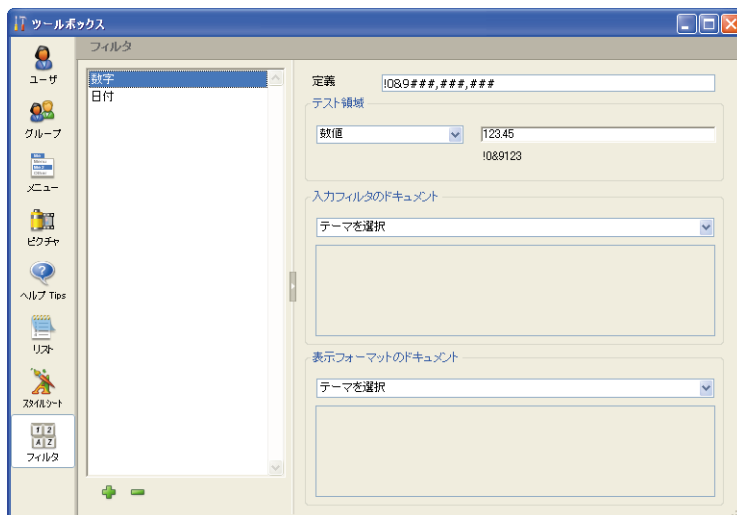 ツールボックス
フィルタ
ユーザ
グループ
メニュー
ピクチャ
ヘルプ Tips
リスト
スタイルシート
フィルタ
数字
日付
定義
!0&9###,###,###
テスト領域
数値
123.45
!0&9123
入力フィルタのドキュメント
テーマを選択
表示フォーマットのドキュメント
テーマを選択